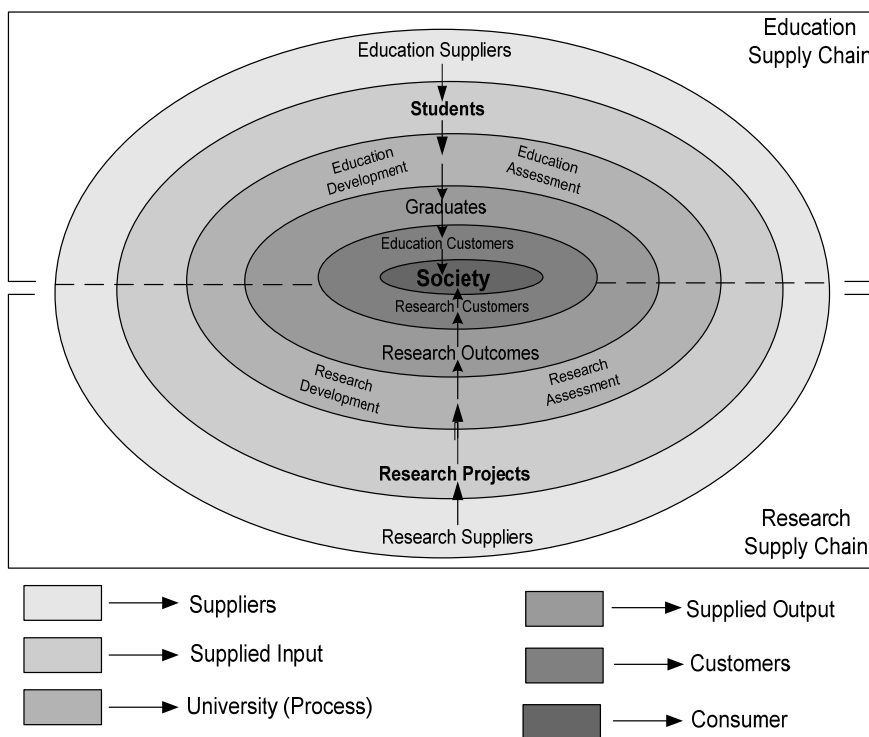 Education
Supply Chain
Education Suppliers
Students
Education
Development
Education
Assessment
Graduates
Education Customers
Society
Research Customers
Research Outcomes
Research
Development
Research
Assessment
Research Projects
Research Suppliers
Research
Supply Chain
Suppliers
Supplied Input
University (Process)
Supplied Output
Customers
Consumer